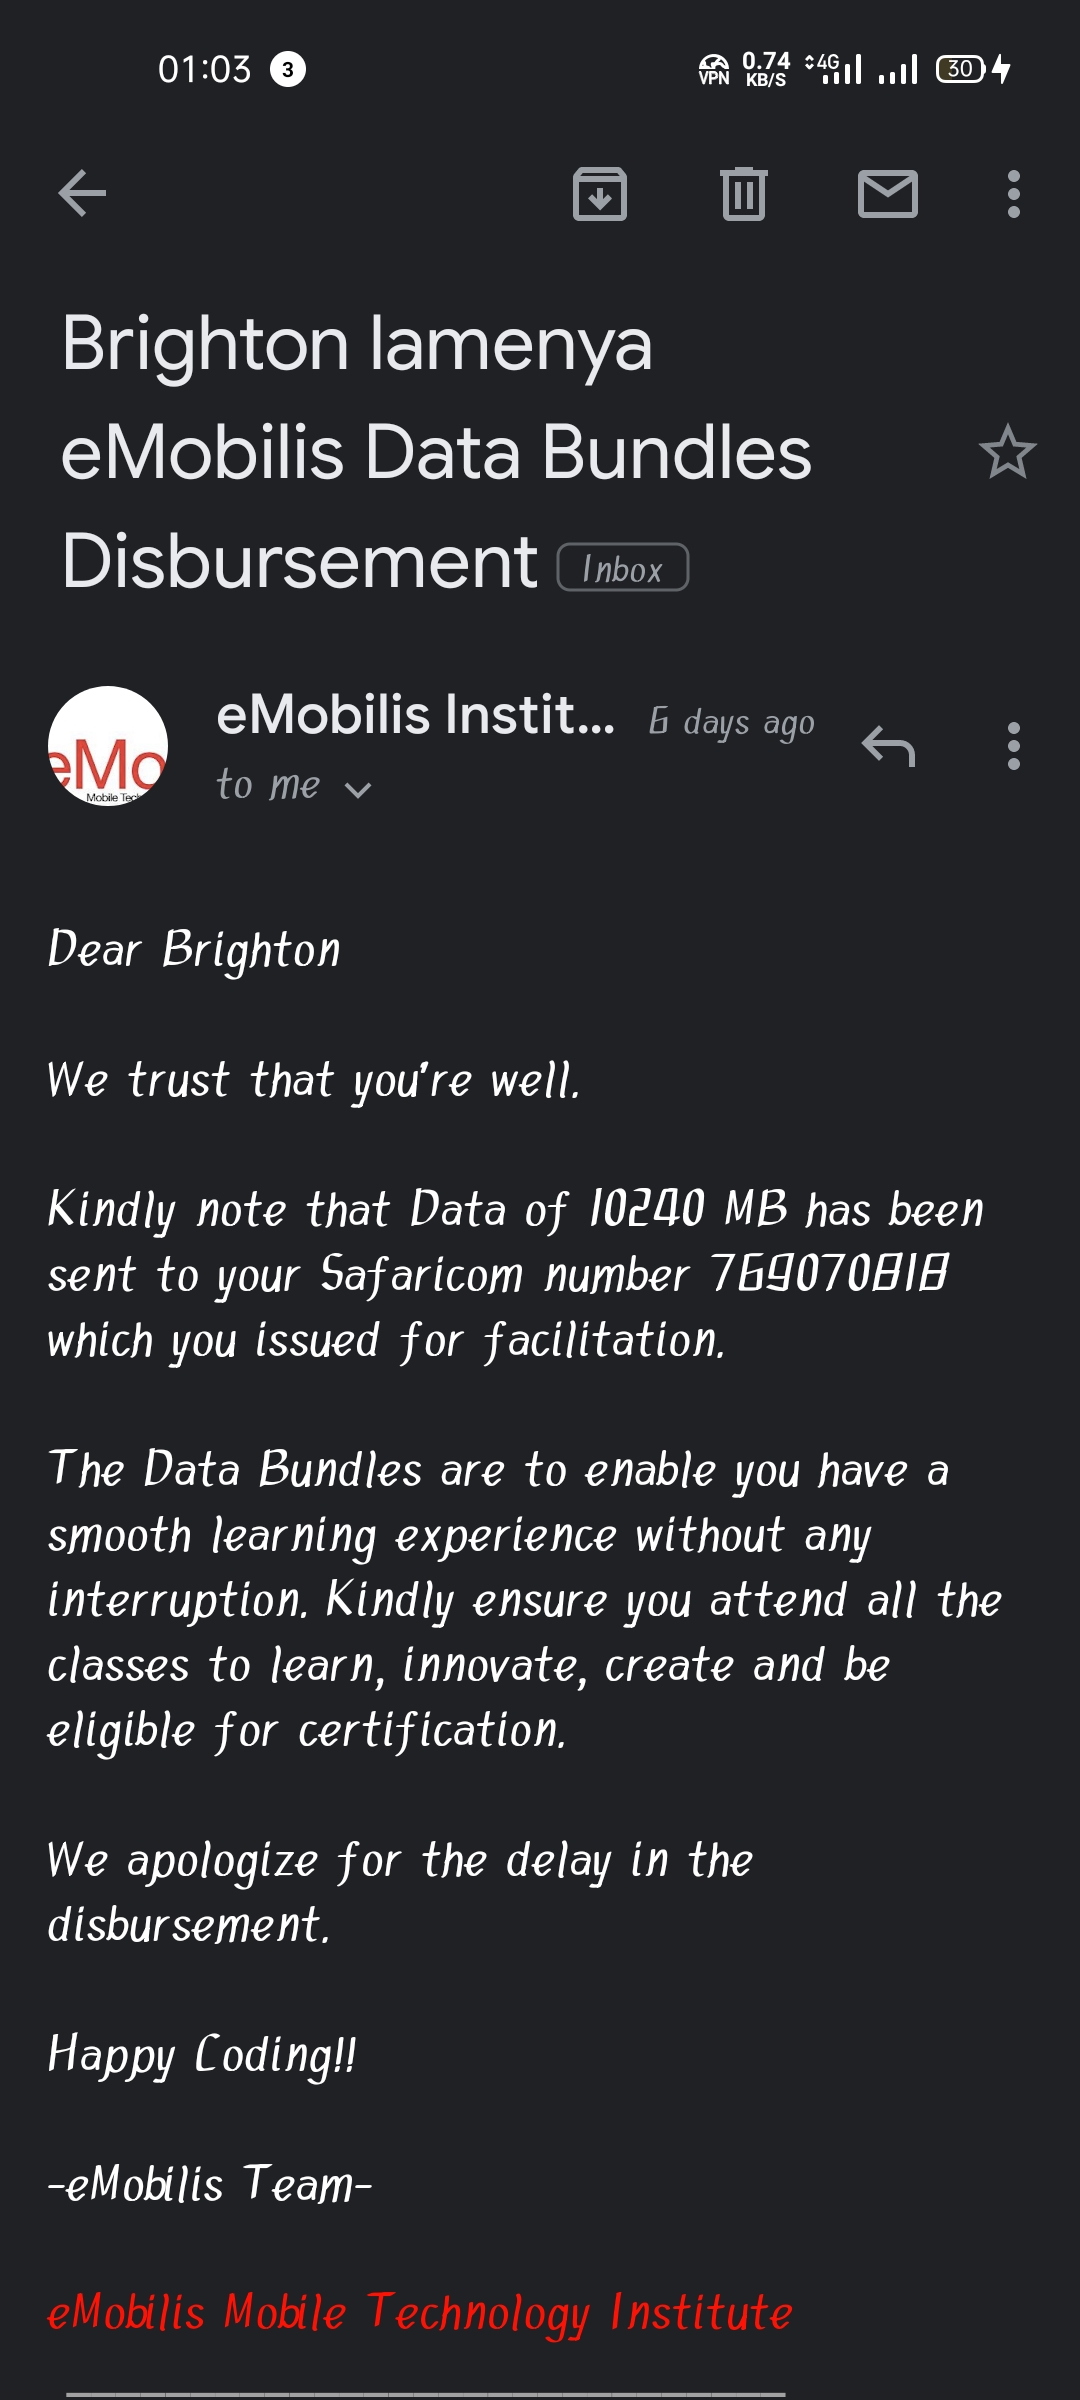 01:03 3 VPN 0.74 KB/S 4G 30
Brighton lamenya
eMobilis Data Bundles
Disbursement Inbox
eMo
Mobile Tech
eMobilis Instit... 6 days ago
to me
Dear Brighton
We trust that you're well.
Kindly note that Data of 10240 MB has been
sent to your Safaricom number 769070818
which you issued for facilitation.
The Data Bundles are to enable you have a
smooth learning experience without any
interruption. Kindly ensure you attend all the
classes to learn, innovate, create and be
eligible for certification.
We apologize for the delay in the
disbursement.
Happy Coding!!
-eMobilis Team-
eMobilis Mobile Technology Institute